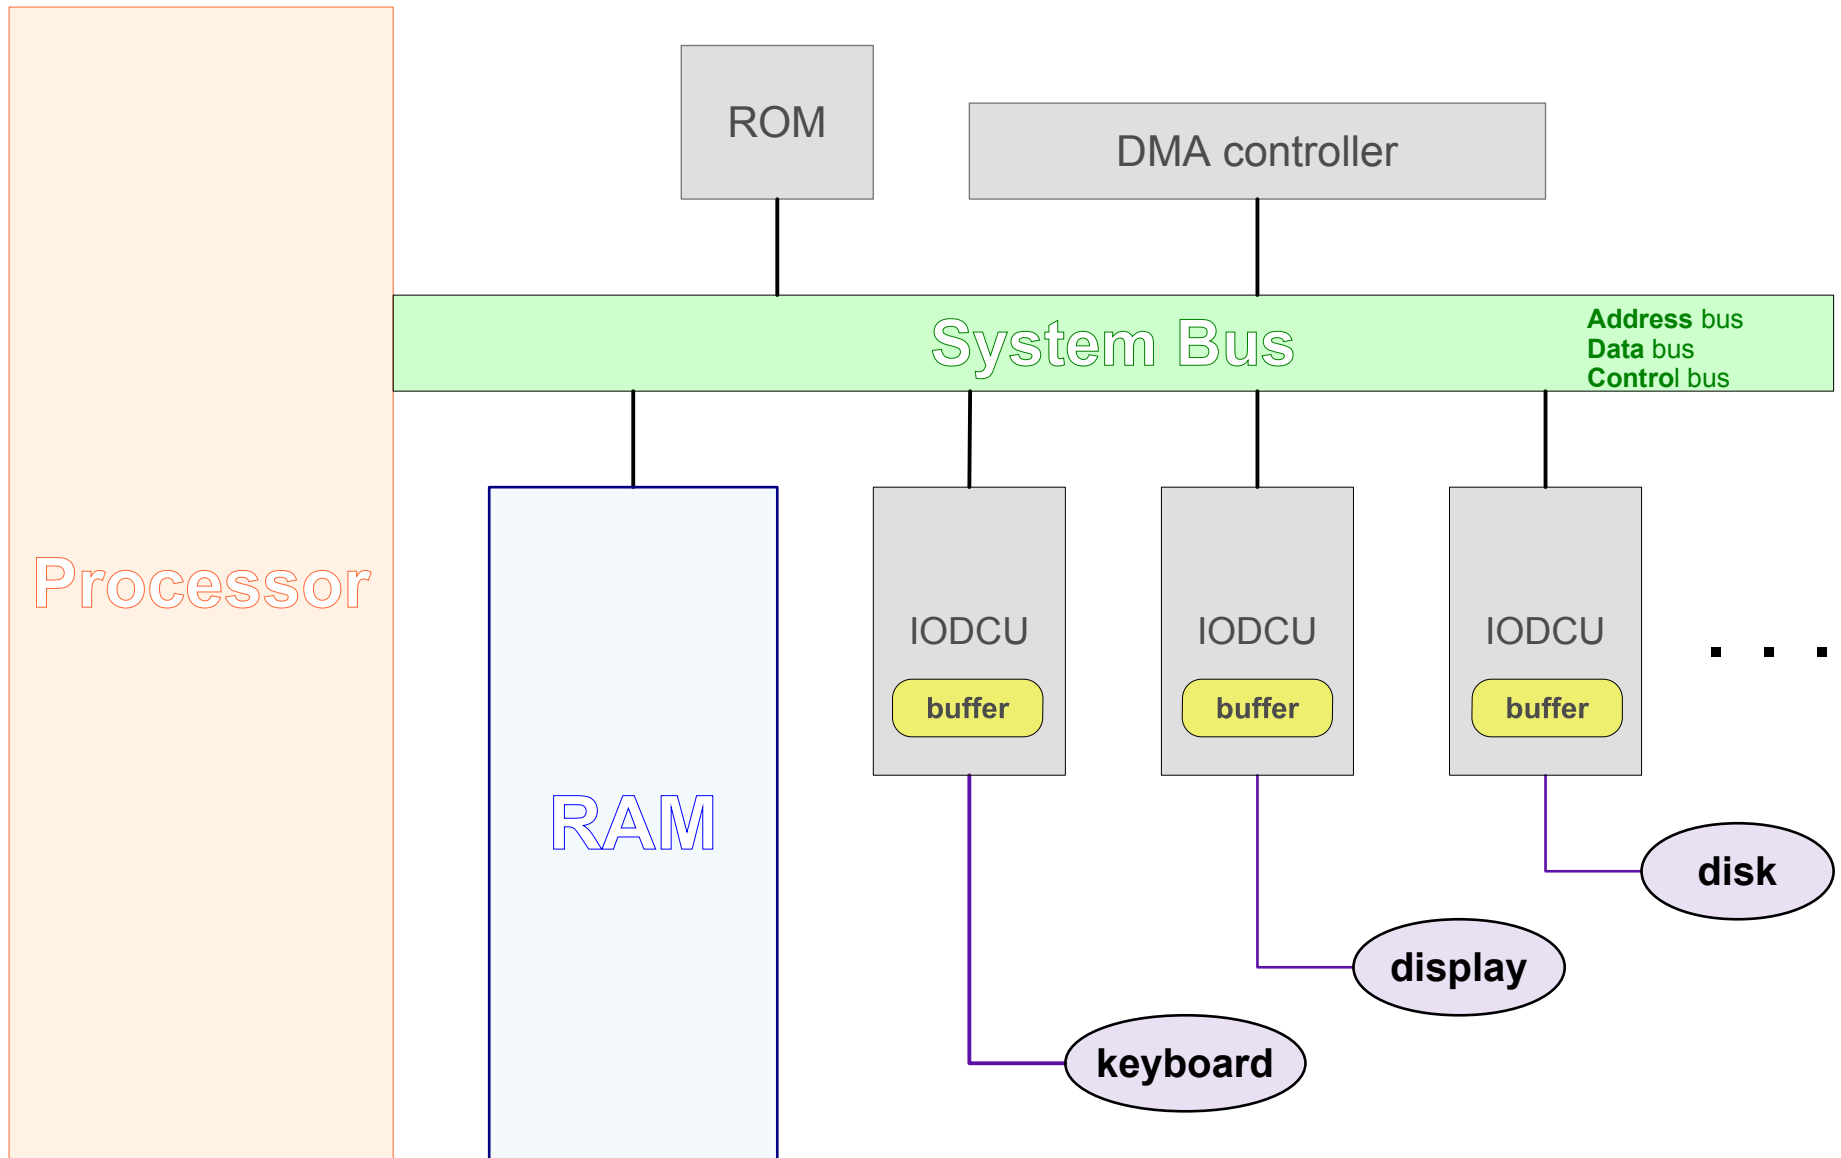 ROM
DMA controller
System Bus
Address bus
Data bus
Control bus
Processor
IODCU
IODCU
IODCU
buffer
buffer
buffer
RAM
disk
display
keyboard